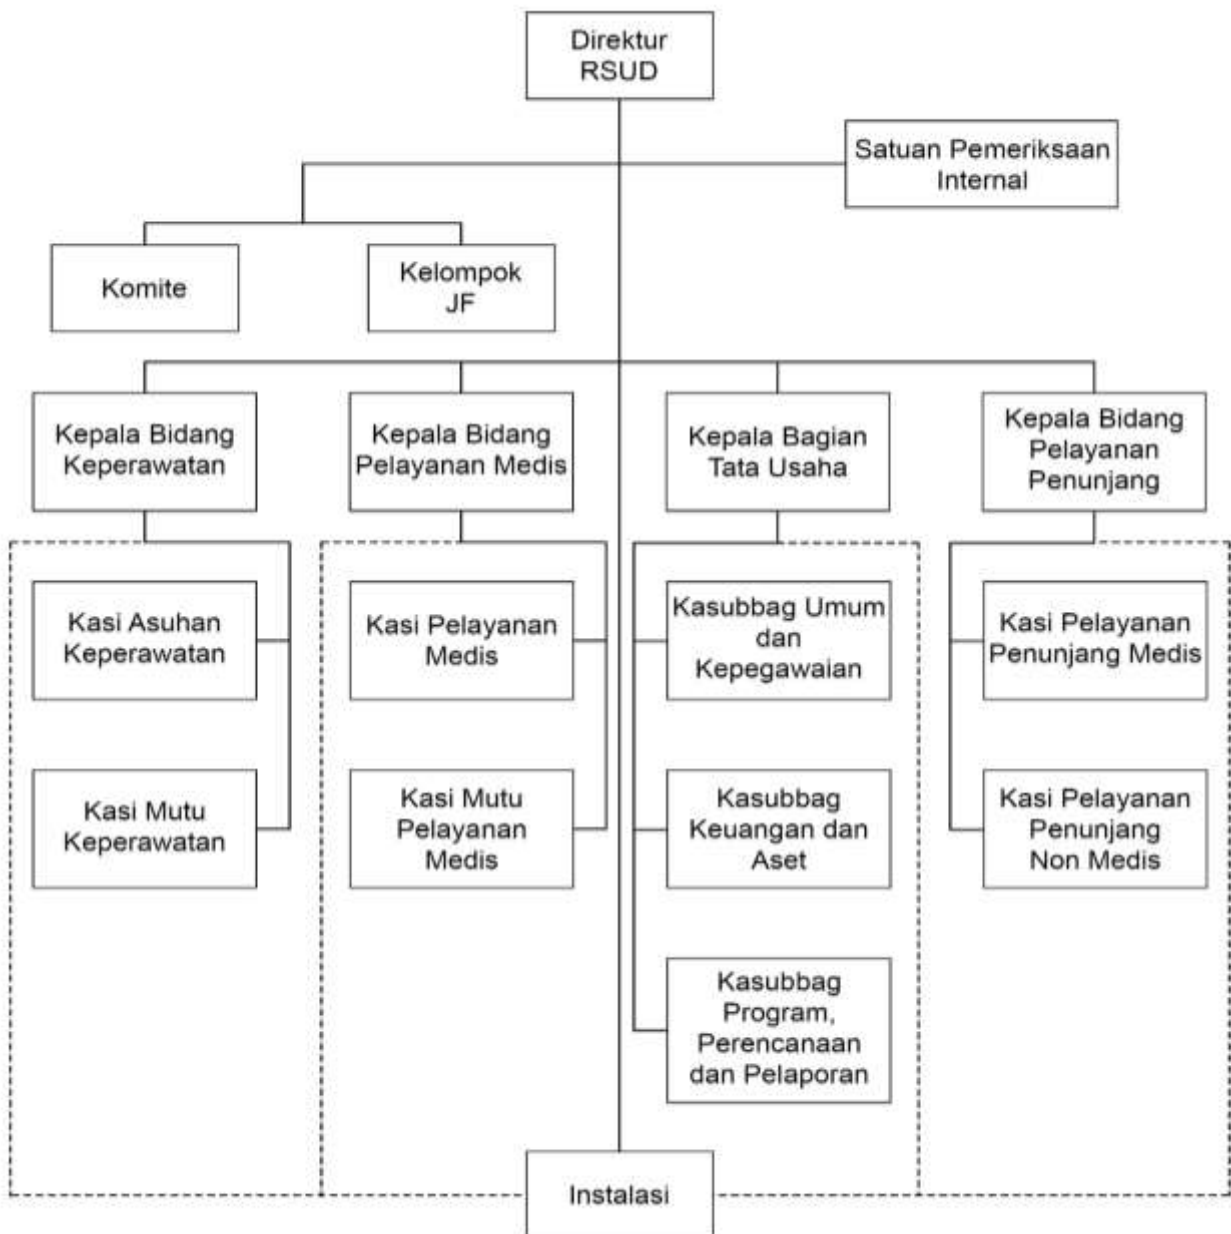 Direktur
RSUD
Satuan Pemeriksaan
Internal
Komite
Kelompok
JF
Kepala Bidang
Keperawatan
Kepala Bidang
Pelayanan Medis
Kepala Bagian
Tata Usaha
Kepala Bidang
Pelayanan
Penunjang
Kasi Asuhan
Keperawatan
Kasi Pelayanan
Medis
Kasubbag Umum
dan
Kepegawaian
Kasi Pelayanan
Penunjang Medis
Kasi Mutu
Keperawatan
Kasi Mutu
Pelayanan
Medis
Kasubbag
Keuangan dan
Aset
Kasi Pelayanan
Penunjang
Non Medis
Kasubbag
Program,
Perencanaan
dan Pelaporan
Instalasi